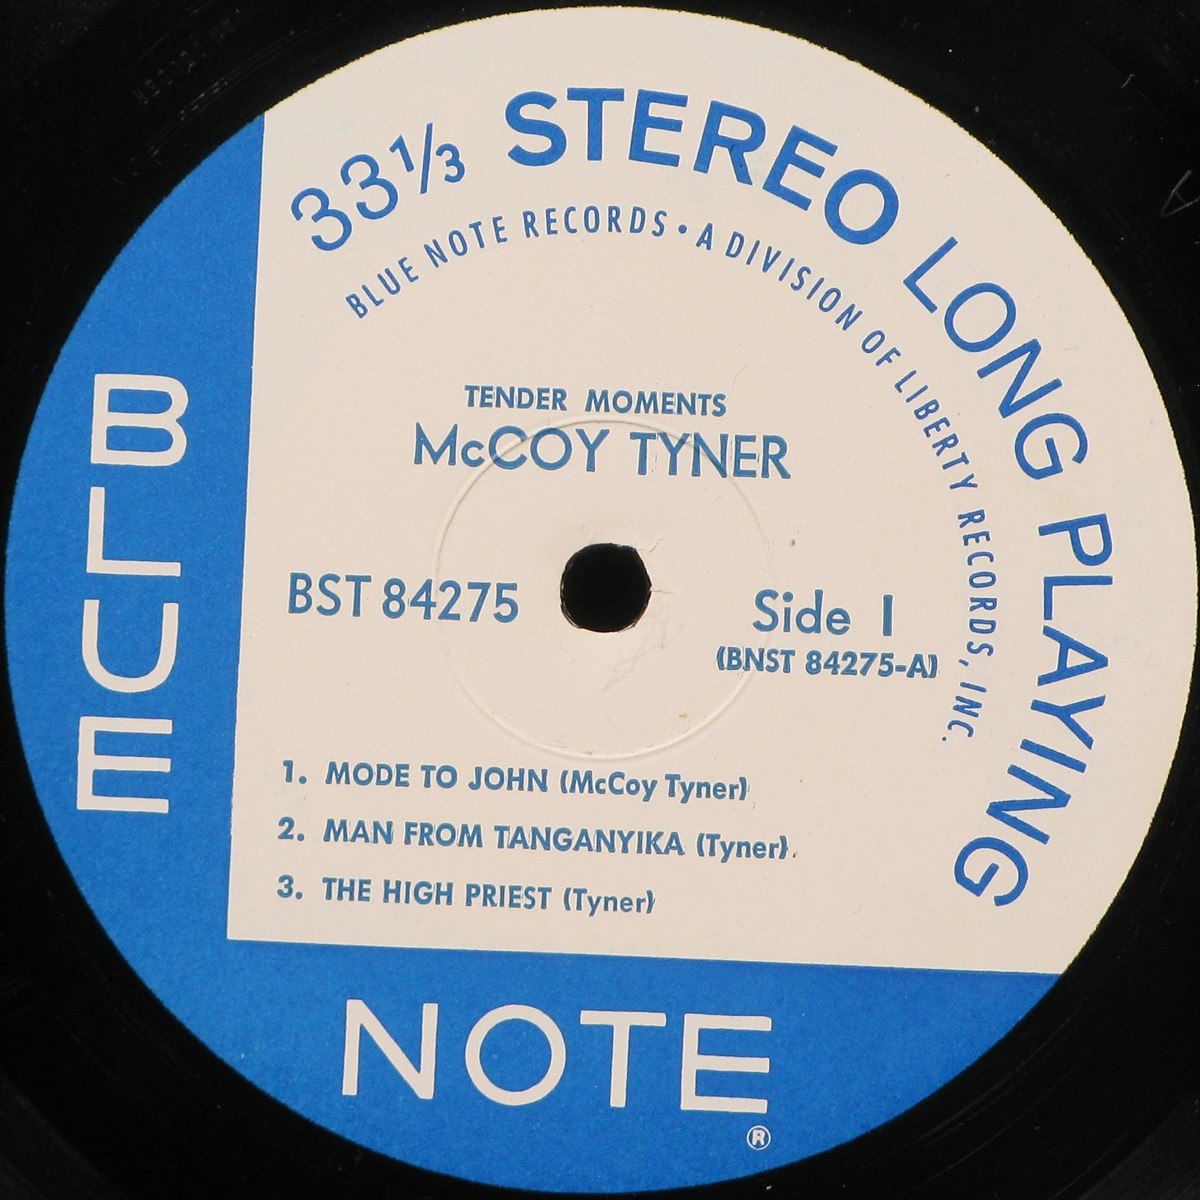 33⅓ STEREO LONG PLAYING
BLUE NOTE RECORDS • A DIVISION OF LIBERTY RECORDS, INC.
TENDER MOMENTS
McCOY TYNER
BST 84275
Side 1
(BNST 84275-A)
1. MODE TO JOHN (McCoy Tyner)
2. MAN FROM TANGANYIKA (Tyner).
3. THE HIGH PRIEST (Tyner)
BLUE
NOTE
®